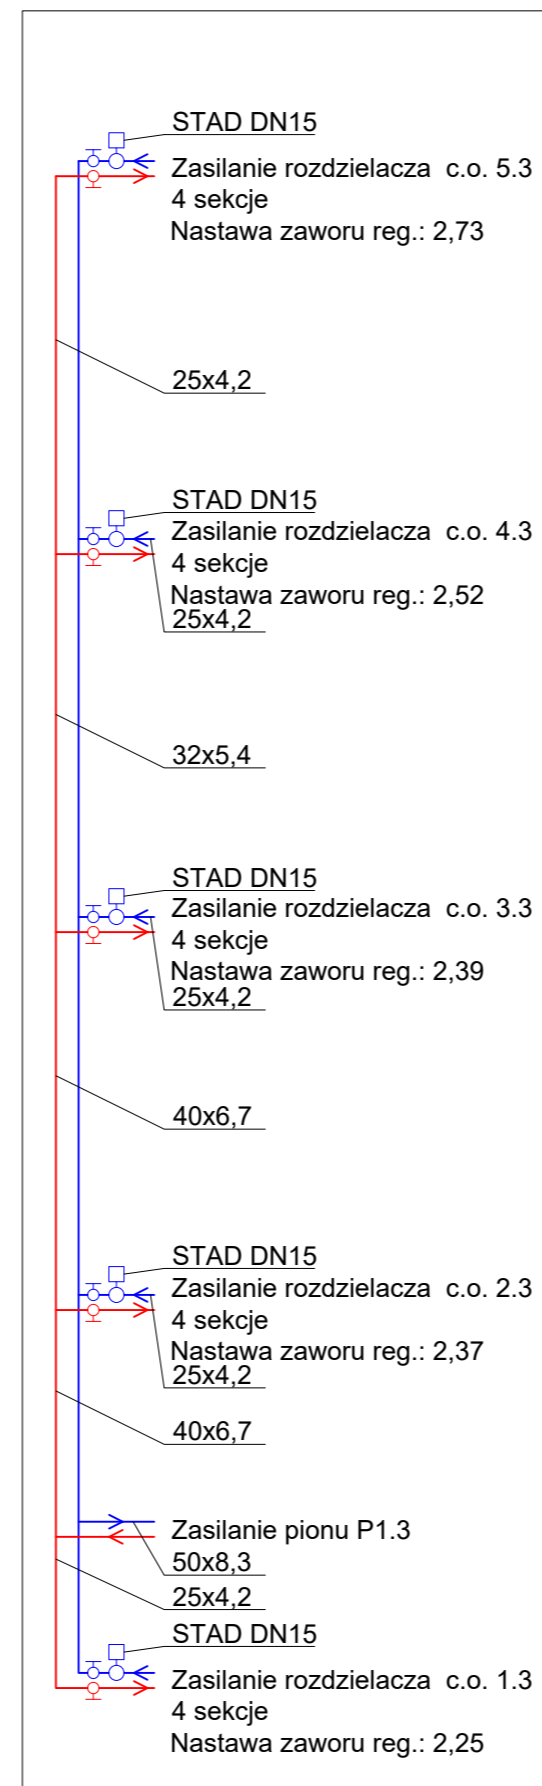 STAD DN15
Zasilanie rozdzielacza c.o. 5.3
4 sekcje
Nastawa zaworu reg.: 2,73
25x4,2
STAD DN15
Zasilanie rozdzielacza c.o. 4.3
4 sekcje
Nastawa zaworu reg.: 2,52
25x4,2
32x5,4
STAD DN15
Zasilanie rozdzielacza c.o. 3.3
4 sekcje
Nastawa zaworu reg.: 2,39
25x4,2
40x6,7
STAD DN15
Zasilanie rozdzielacza c.o. 2.3
4 sekcje
Nastawa zaworu reg.: 2,37
25x4,2
40x6,7
Zasilanie pionu P1.3
50x8,3
25x4,2
STAD DN15
Zasilanie rozdzielacza c.o. 1.3
4 sekcje
Nastawa zaworu reg.: 2,25